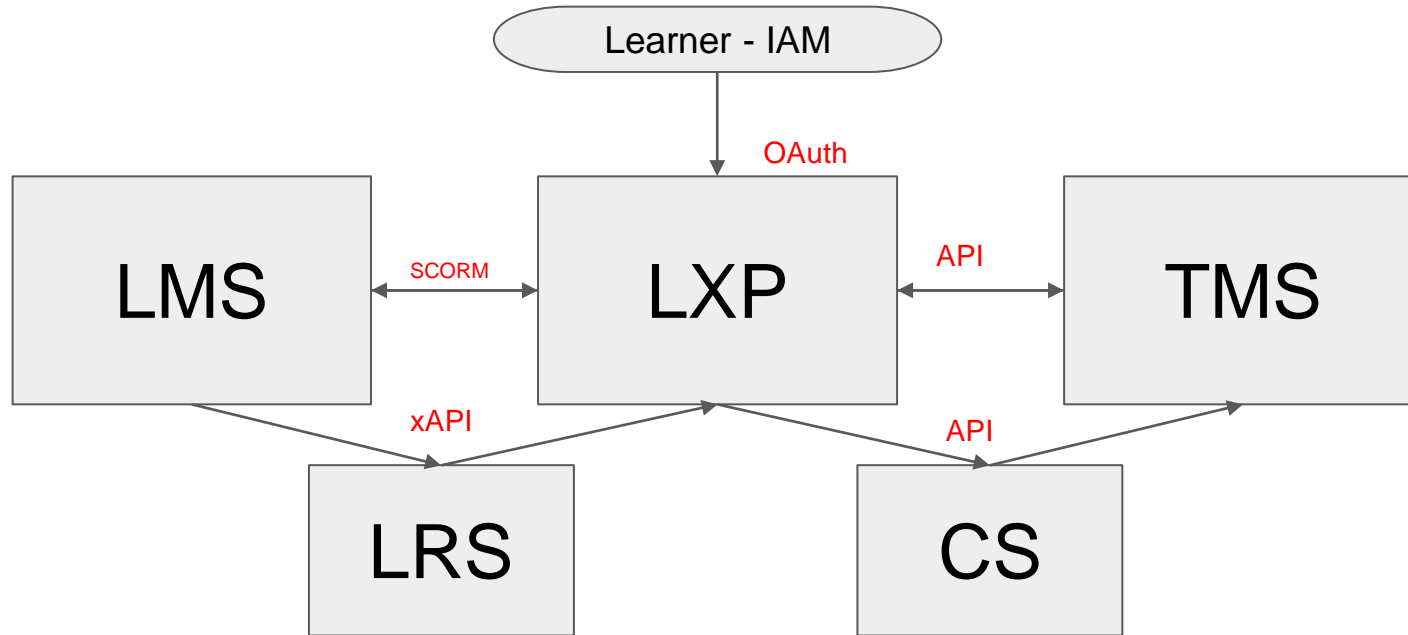 Learner - IAM
OAuth
LMS
SCORM
LXP
API
TMS
xAPI
API
LRS
CS